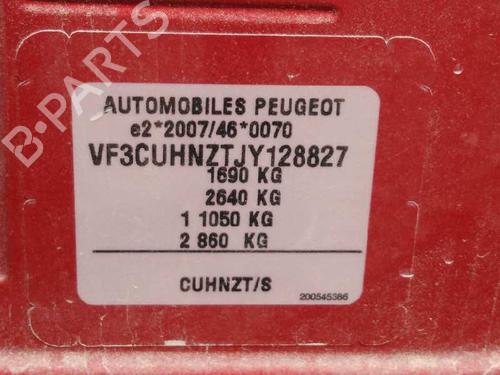 B-PARTS
AUTOMOBILES PEUGEOT
e2*2007/46*0070
VF3CUHNZTJY128827
1690 KG
2640 KG
1 1050 KG
2 860 KG
CUHNZT/S
200545386